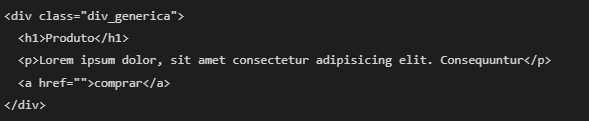 <div class="div_generica">
<h1>Produto</h1>
<p>Lorem ipsum dolor, sit amet consectetur adipisicing elit. Consequuntur</p>
<a href="">comprar</a>
</div>